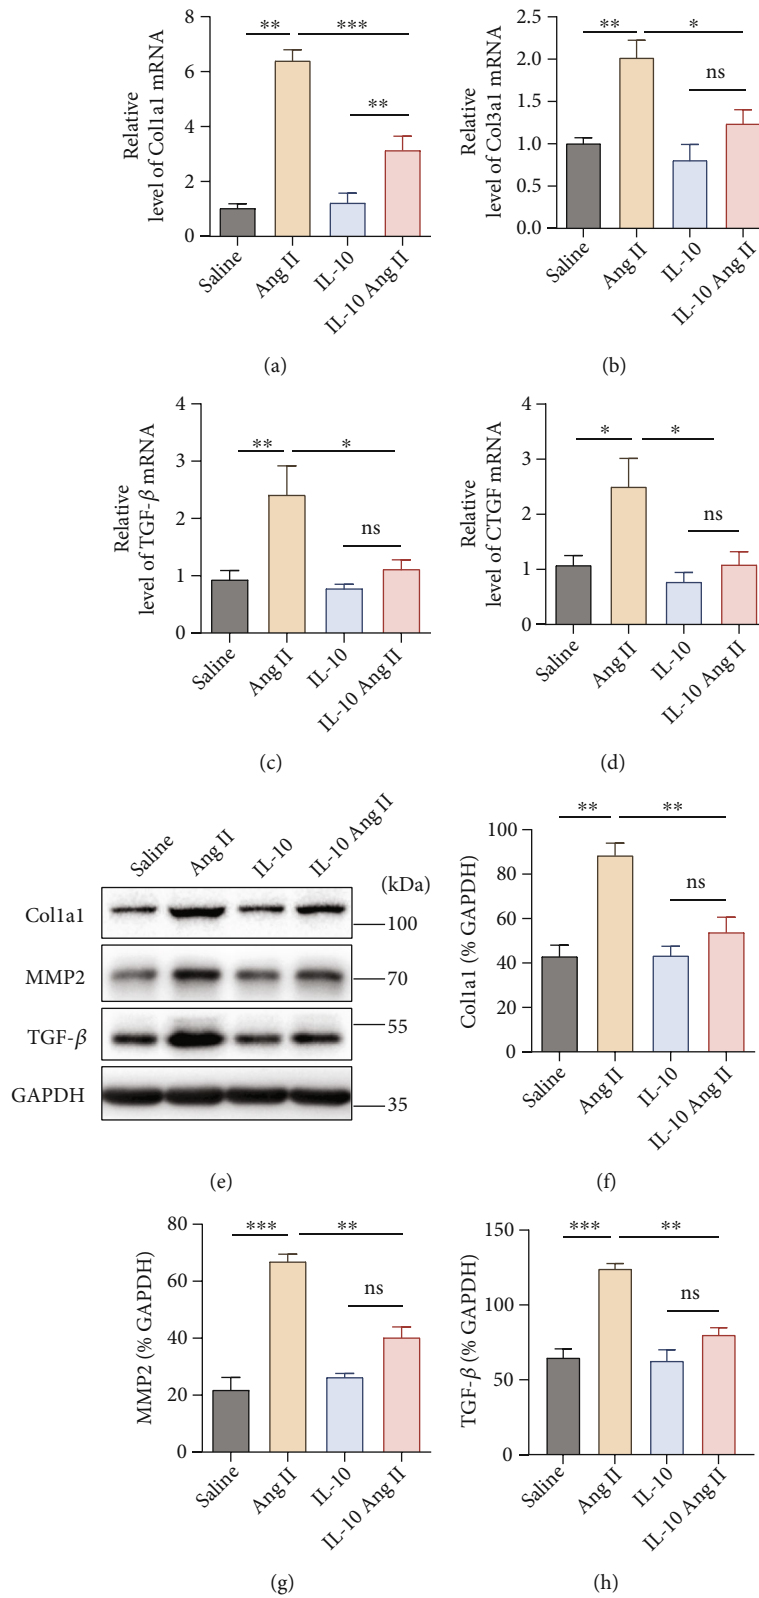 ** ***
**
Relative
level of Col1a1 mRNA
8
6
4
2
0
Saline
Ang II
IL-10
IL-10 Ang II
(a)
** *
ns
Relative
level of Col3a1 mRNA
2.5
2.0
1.5
1.0
0.5
0.0
Saline
Ang II
IL-10
IL-10 Ang II
(b)
** *
ns
Relative
level of TGF-β mRNA
4
3
2
1
0
Saline
Ang II
IL-10
IL-10 Ang II
(c)
* *
ns
Relative
level of CTGF mRNA
4
3
2
1
0
Saline
Ang II
IL-10
IL-10 Ang II
(d)
Saline
Ang II
IL-10
IL-10 Ang II
(kDa)
Col1a1
100
MMP2
70
TGF-β
55
GAPDH
35
(e)
** **
ns
Col1a1 (% GAPDH)
100
80
60
40
20
0
Saline
Ang II
IL-10
IL-10 Ang II
(f)
*** **
ns
MMP2 (% GAPDH)
80
60
40
20
0
Saline
Ang II
IL-10
IL-10 Ang II
(g)
*** **
ns
TGF-β (% GAPDH)
150
100
50
0
Saline
Ang II
IL-10
IL-10 Ang II
(h)